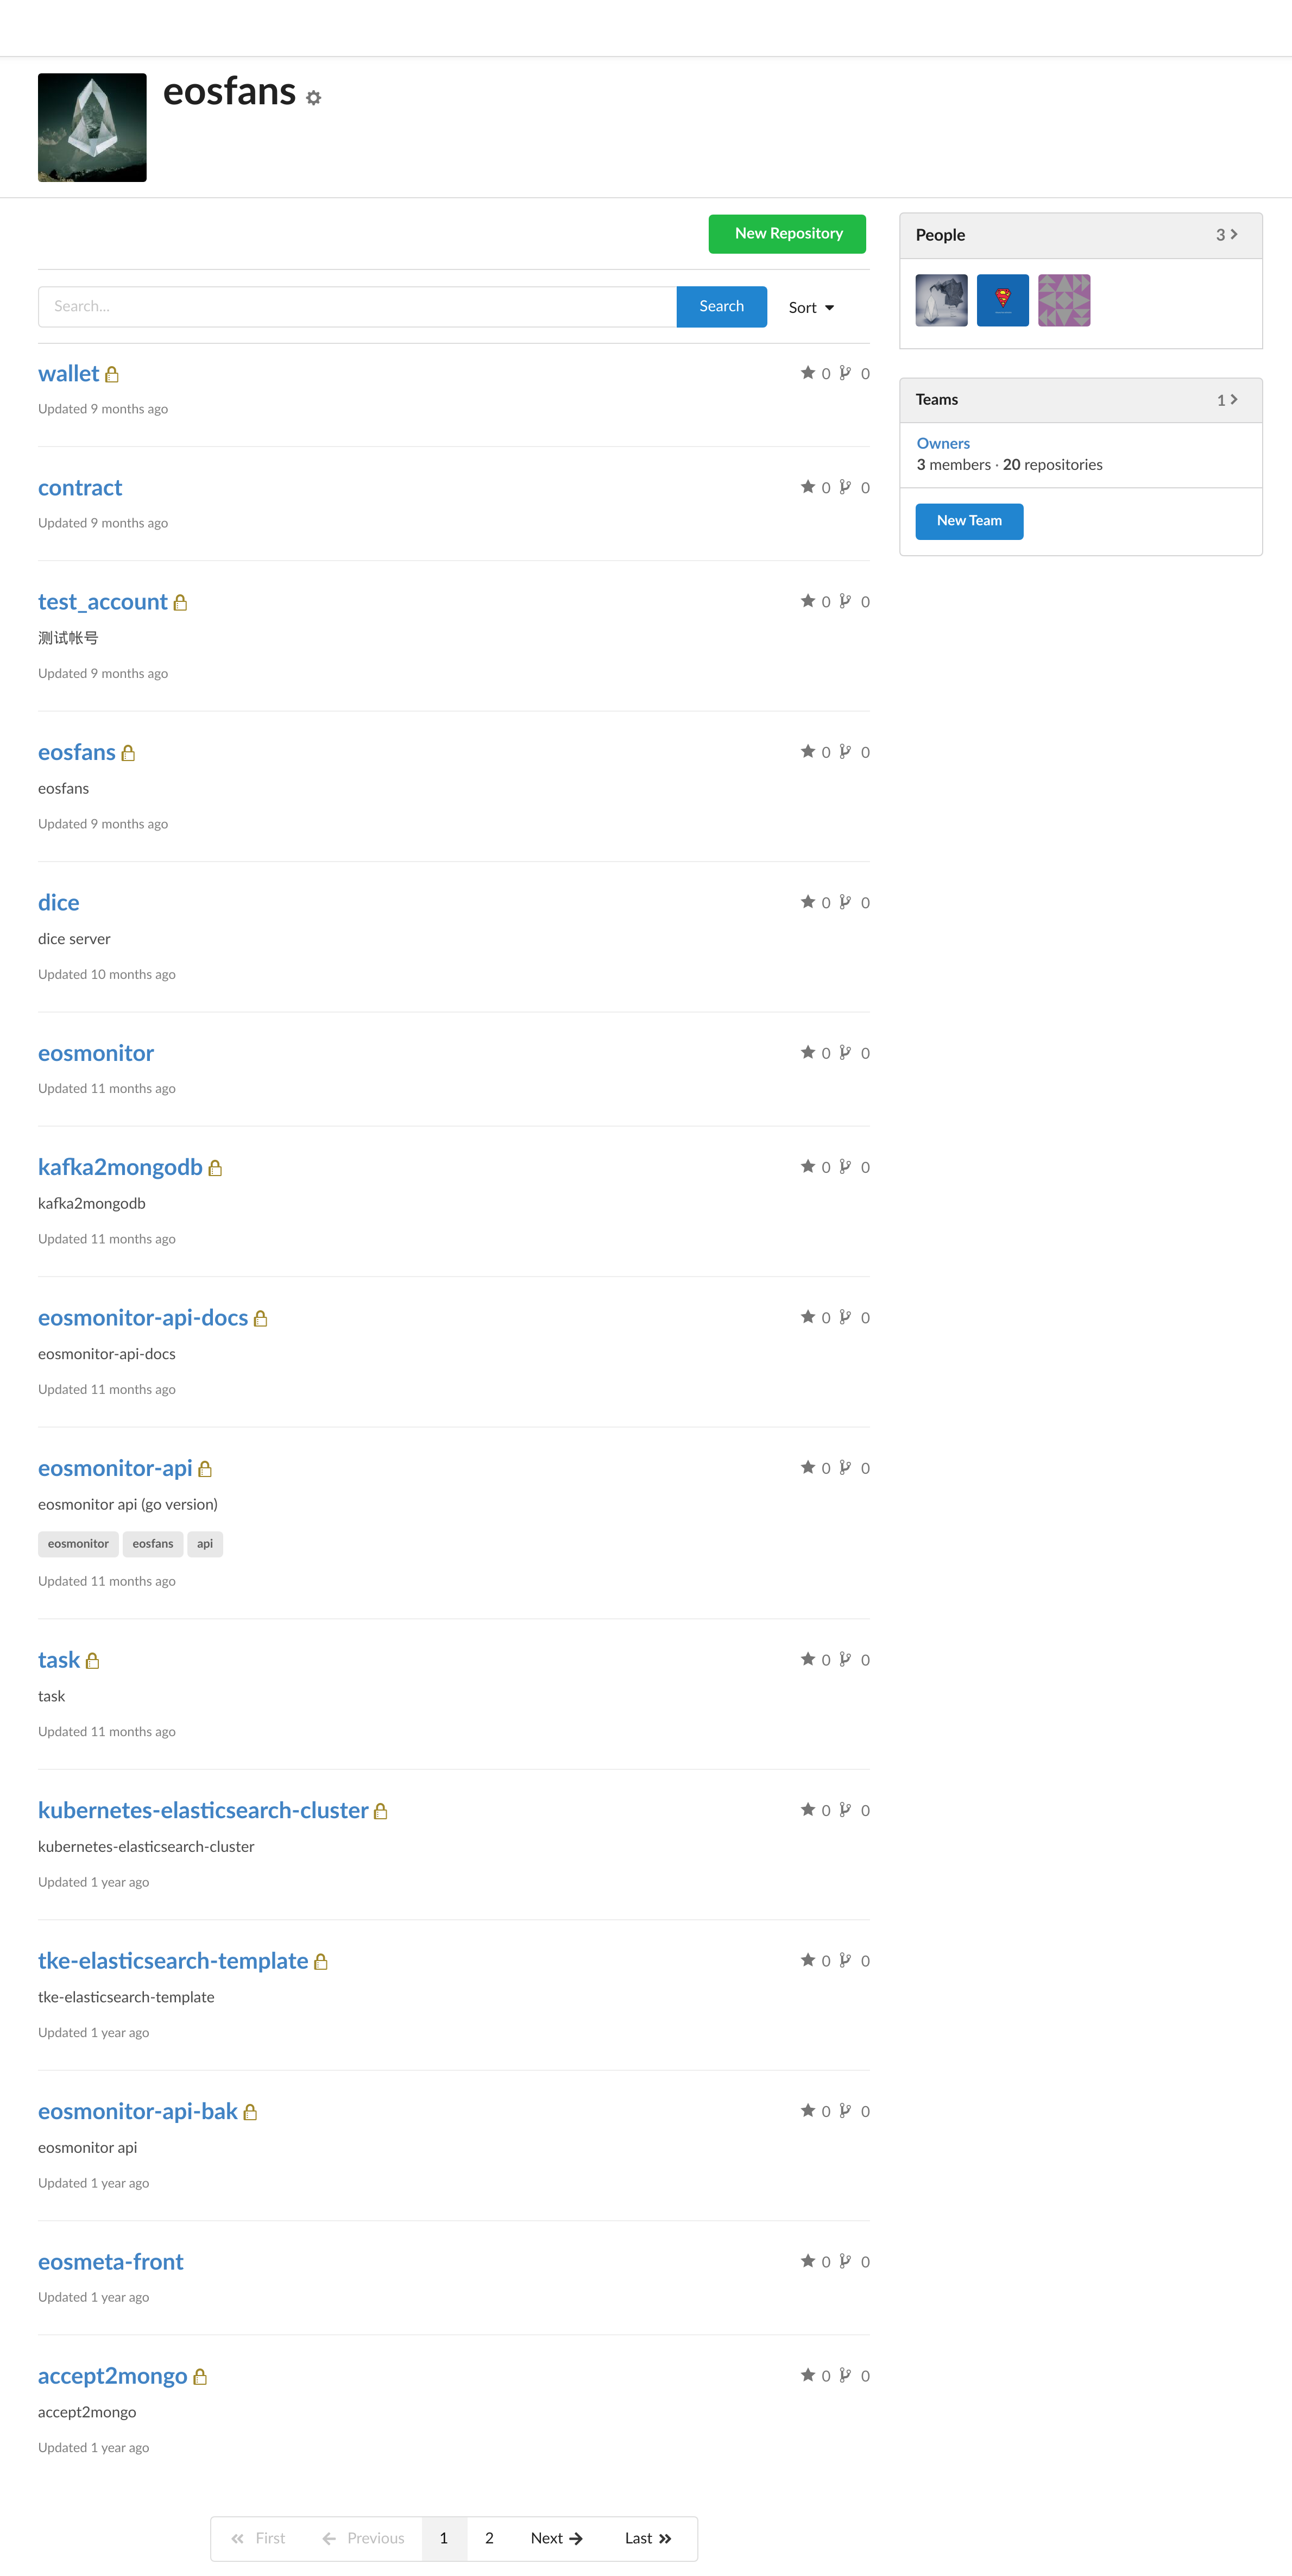 eosfans
New Repository
Search...
Search
Sort
wallet
0 0
Updated 9 months ago
contract
0 0
Updated 9 months ago
test_account
0 0
测试帐号
Updated 9 months ago
eosfans
0 0
eosfans
Updated 9 months ago
dice
0 0
dice server
Updated 10 months ago
eosmonitor
0 0
Updated 11 months ago
kafka2mongodb
0 0
kafka2mongodb
Updated 11 months ago
eosmonitor-api-docs
0 0
eosmonitor-api-docs
Updated 11 months ago
eosmonitor-api
0 0
eosmonitor api (go version)
eosmonitor eosfans api
Updated 11 months ago
task
0 0
task
Updated 11 months ago
kubernetes-elasticsearch-cluster
0 0
kubernetes-elasticsearch-cluster
Updated 1 year ago
tke-elasticsearch-template
0 0
tke-elasticsearch-template
Updated 1 year ago
eosmonitor-api-bak
0 0
eosmonitor api
Updated 1 year ago
eosmeta-front
0 0
Updated 1 year ago
accept2mongo
0 0
accept2mongo
Updated 1 year ago
First Previous 1 2 Next Last
People 3
Teams 1
Owners
3 members · 20 repositories
New Team